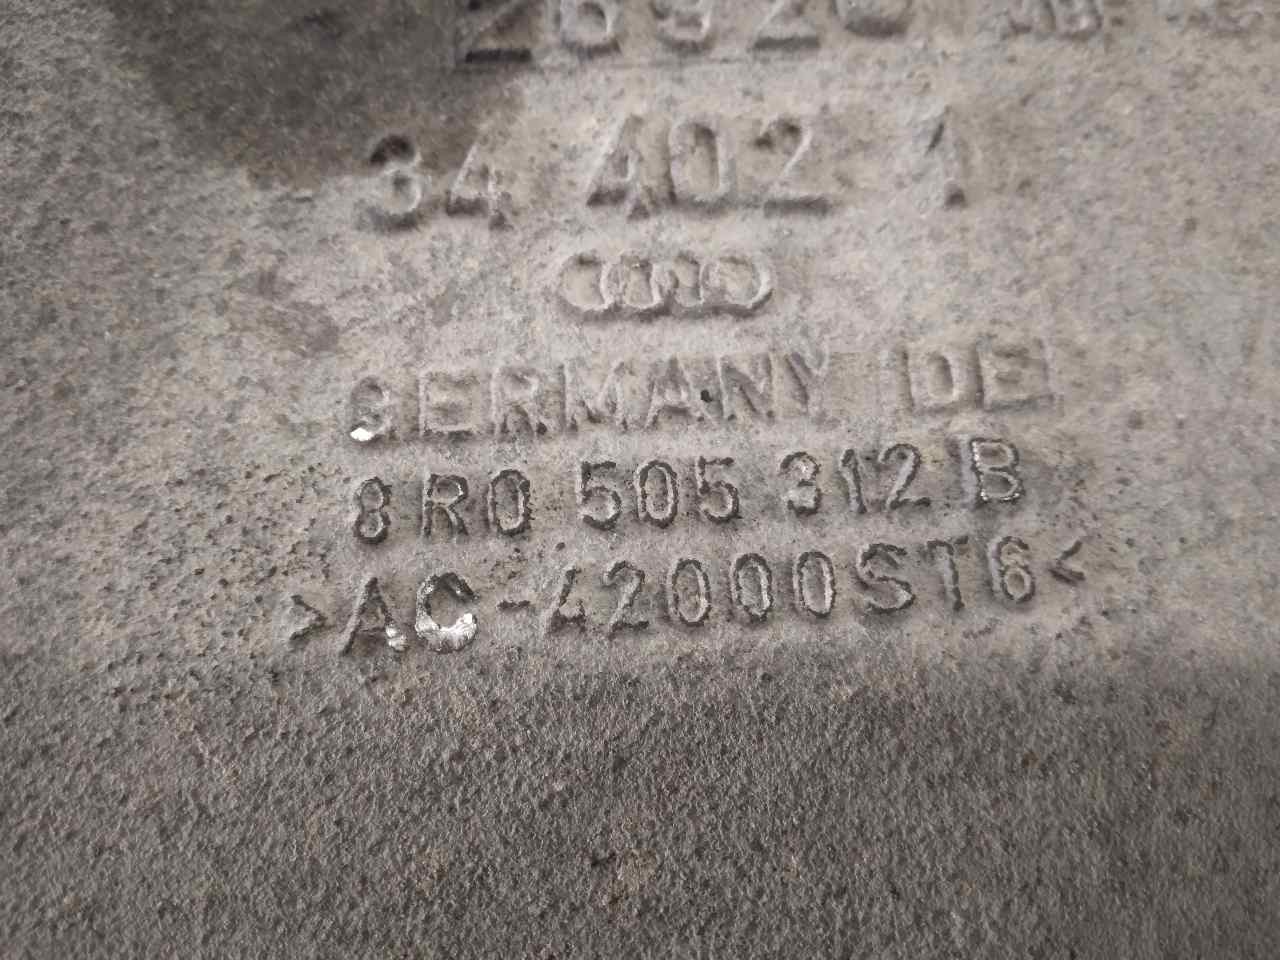 34 402 1
GERMANY DE
8R0 505 312 B
>AC-42000ST6<